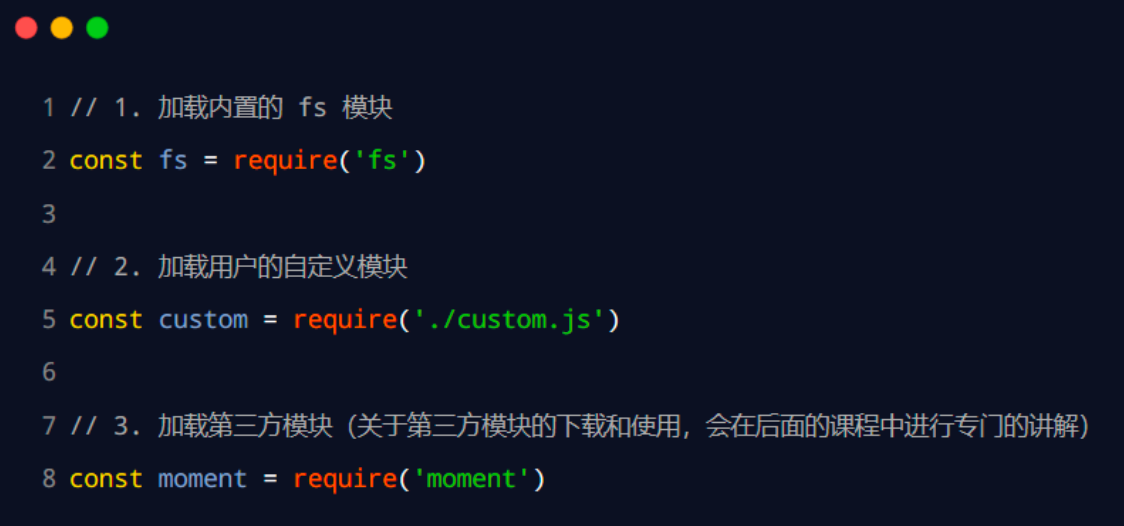 1 // 1. 加载内置的 fs 模块
2 const fs = require('fs')
3
4 // 2. 加载用户的自定义模块
5 const custom = require('./custom.js')
6
7 // 3. 加载第三方模块（关于第三方模块的下载和使用，会在后面的课程中进行专门的讲解）
8 const moment = require('moment')